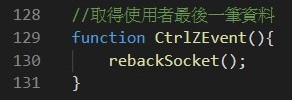 128 //取得使用者最後一筆資料
129 function CtrlZEvent(){
130 rebackSocket();
131 }